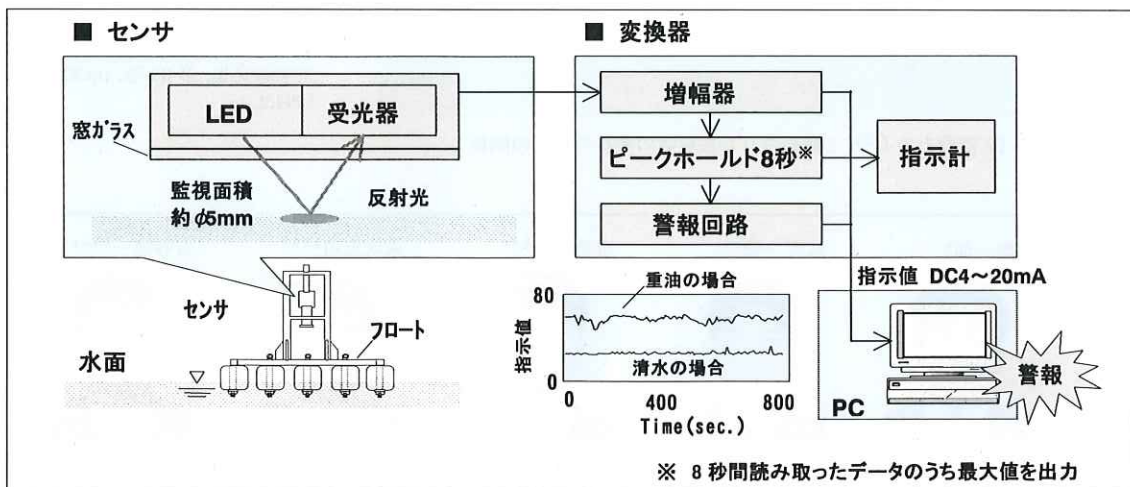 ■ センサ
LED
受光器
窓ガラス
監視面積
約φ5mm
反射光
センサ
フロート
水面
■ 変換器
増幅器
ピークホールド8秒※
指示計
警報回路
指示値 DC4～20mA
80
重油の場合
指示値
清水の場合
0
0
400
800
Time(sec.)
PC
警報
※ 8秒間読み取ったデータのうち最大値を出力